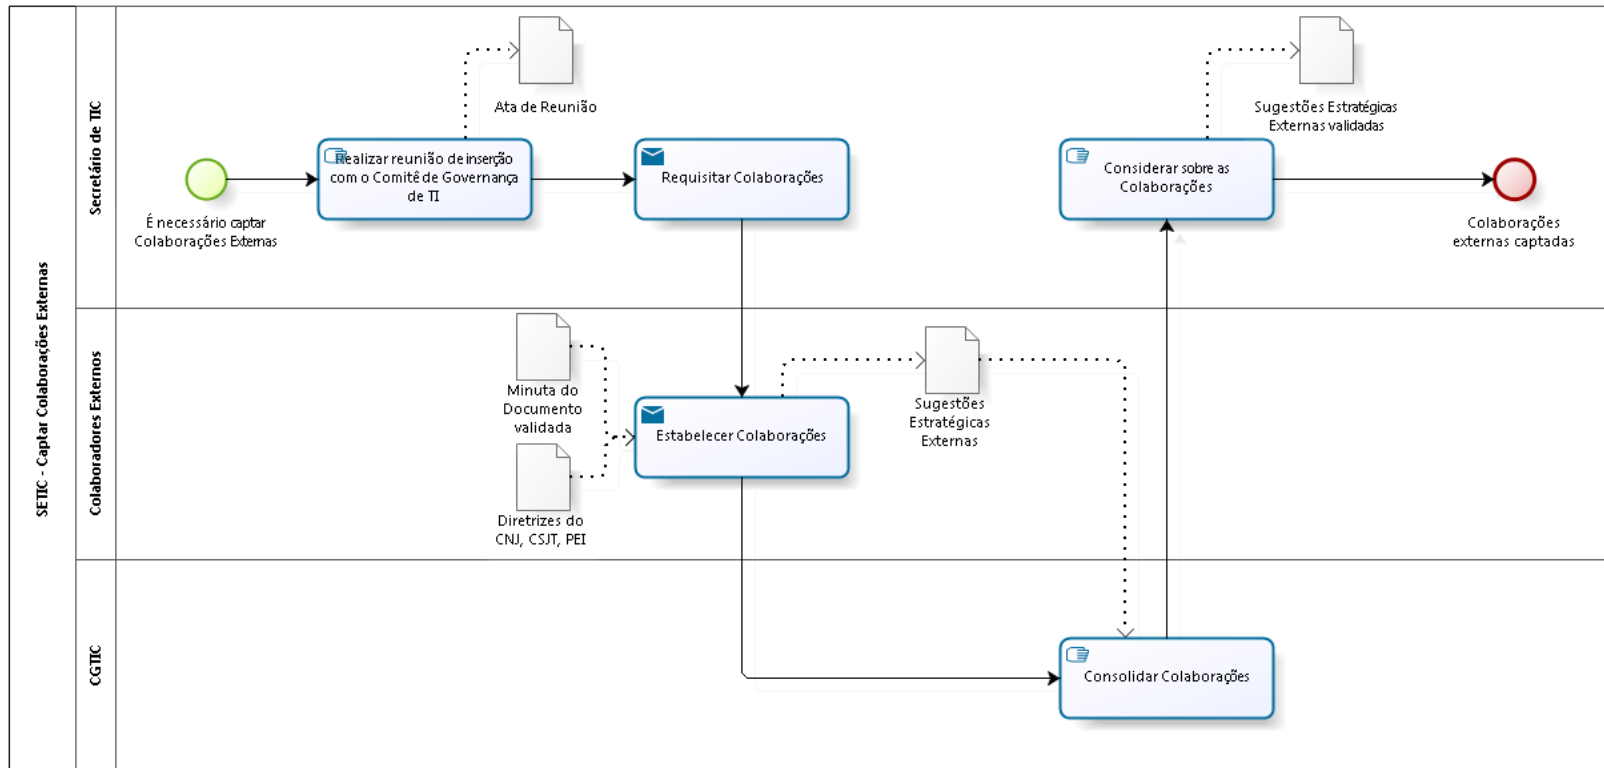 SETIC - Captar Colaborações Externas
Secretário de TIC
É necessário captar
Colaborações Externas
Realizar reunião de inserção
com o Comitê de Governança
de TI
Ata de Reunião
Requisitar Colaborações
Considerar sobre as
Colaborações
Sugestões Estratégicas
Externas validadas
Colaborações
externas captadas
Colaboradores Externos
Minuta do
Documento
validada
Diretrizes do
CNJ, CSJT, PEI
Estabelecer Colaborações
Sugestões
Estratégicas
Externas
CGTIC
Consolidar Colaborações